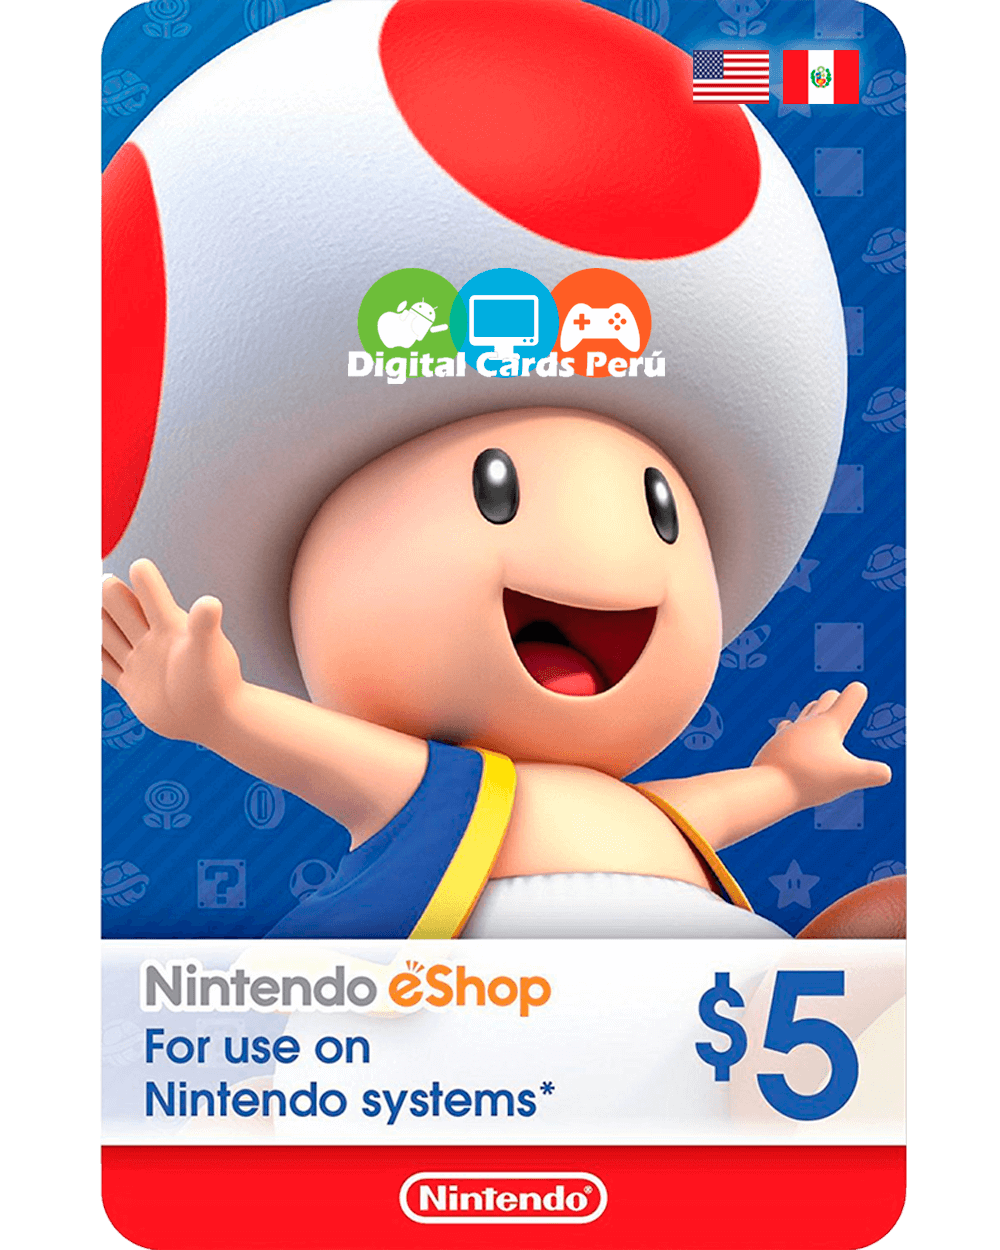 Digital Cards Perú
Nintendo eShop
For use on
Nintendo systems*
$5
Nintendo®